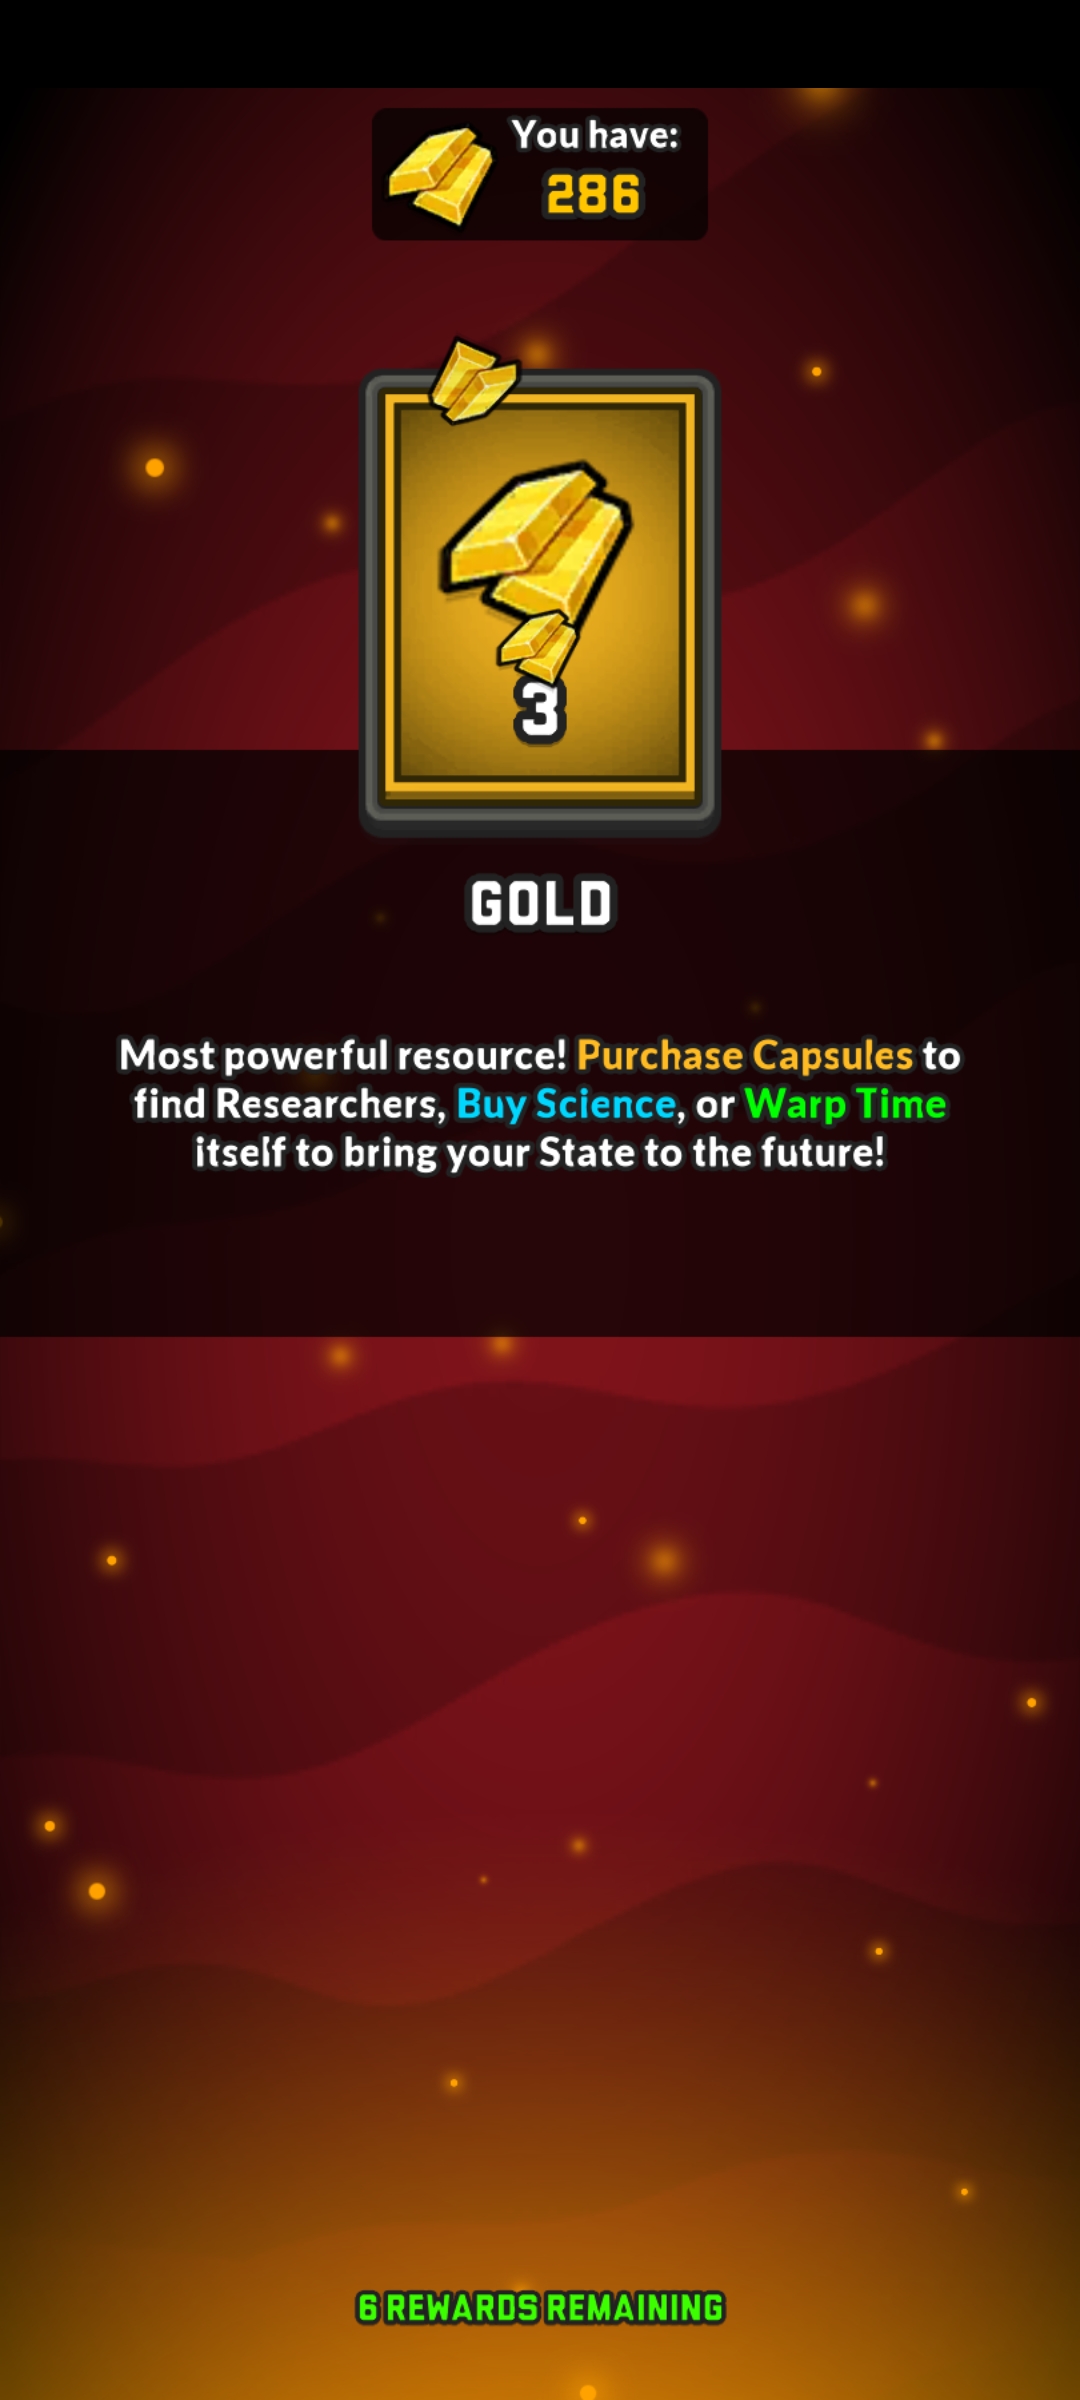 You have:
286
3
GOLD
Most powerful resource! Purchase Capsules to
find Researchers, Buy Science, or Warp Time
itself to bring your State to the future!
6 REWARDS REMAINING